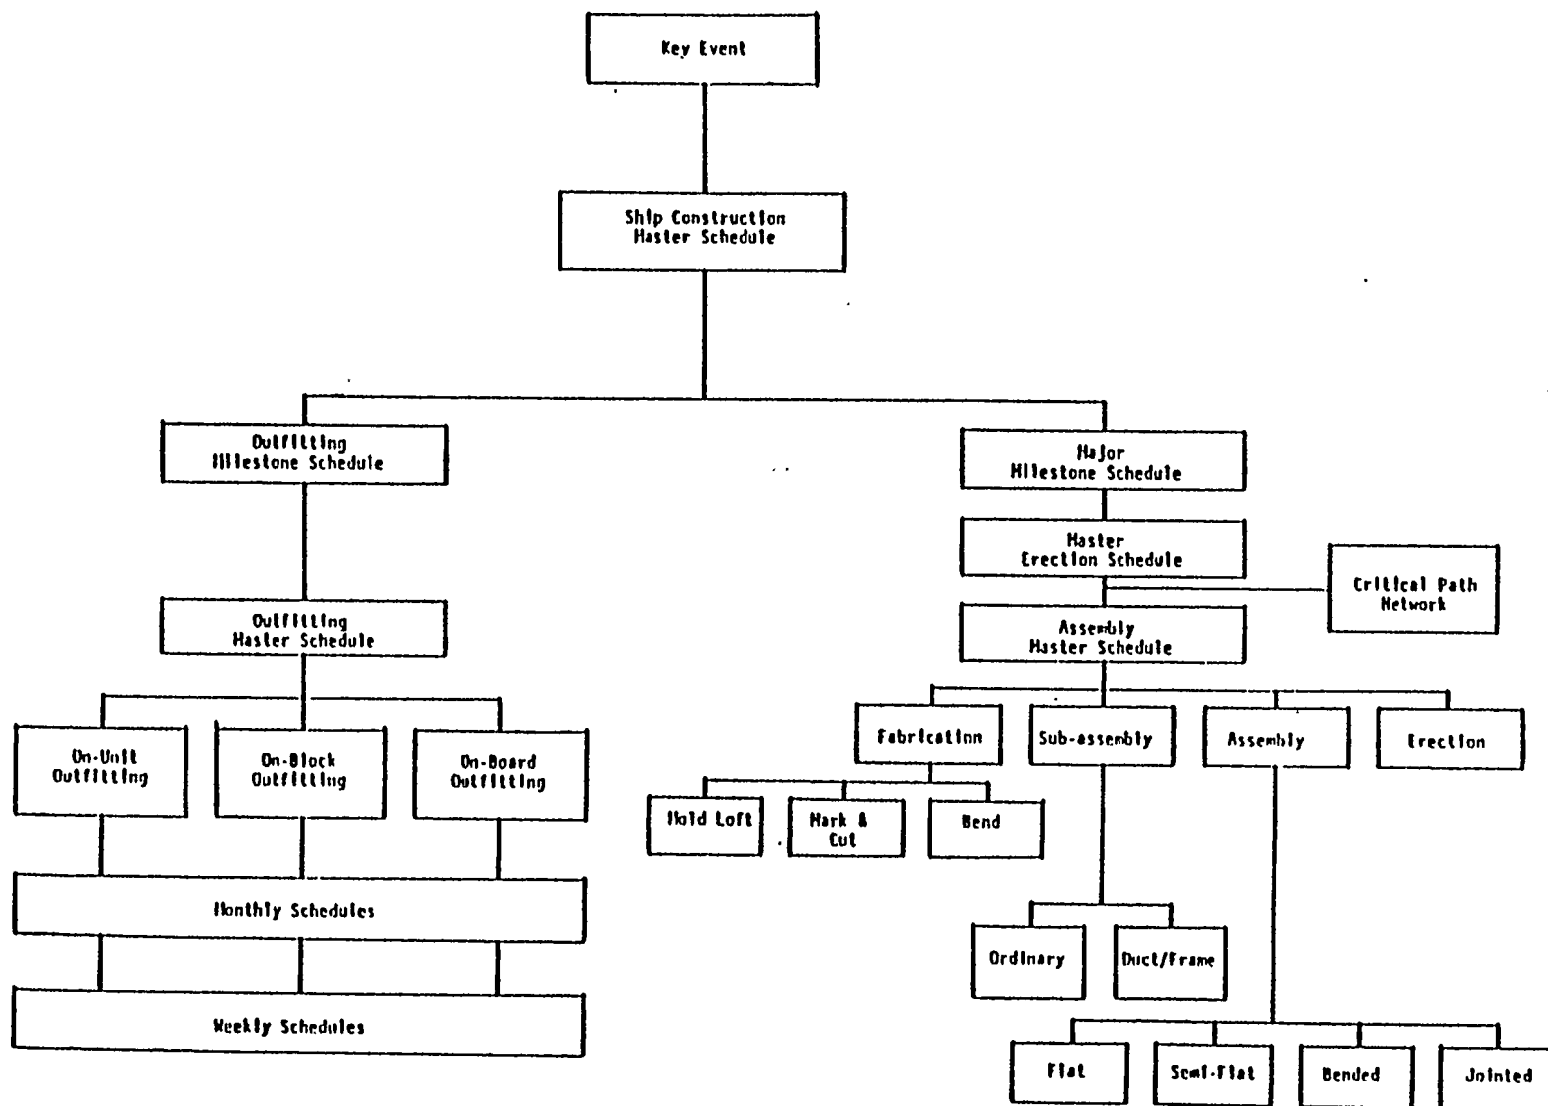 Key Event
Ship Construction
Master Schedule
Outfitting
Milestone Schedule
Major
Milestone Schedule
Master
Erection Schedule
Critical Path
Network
Outfitting
Master Schedule
Assembly
Master Schedule
On-Unit
Outfitting
On-Block
Outfitting
On-Board
Outfitting
Fabrication
Sub-assembly
Assembly
Erection
Mold Loft
Mark &
Cut
Bend
Monthly Schedules
Ordinary
Duct/Frame
Weekly Schedules
Flat
Semi-Flat
Bended
Jointed